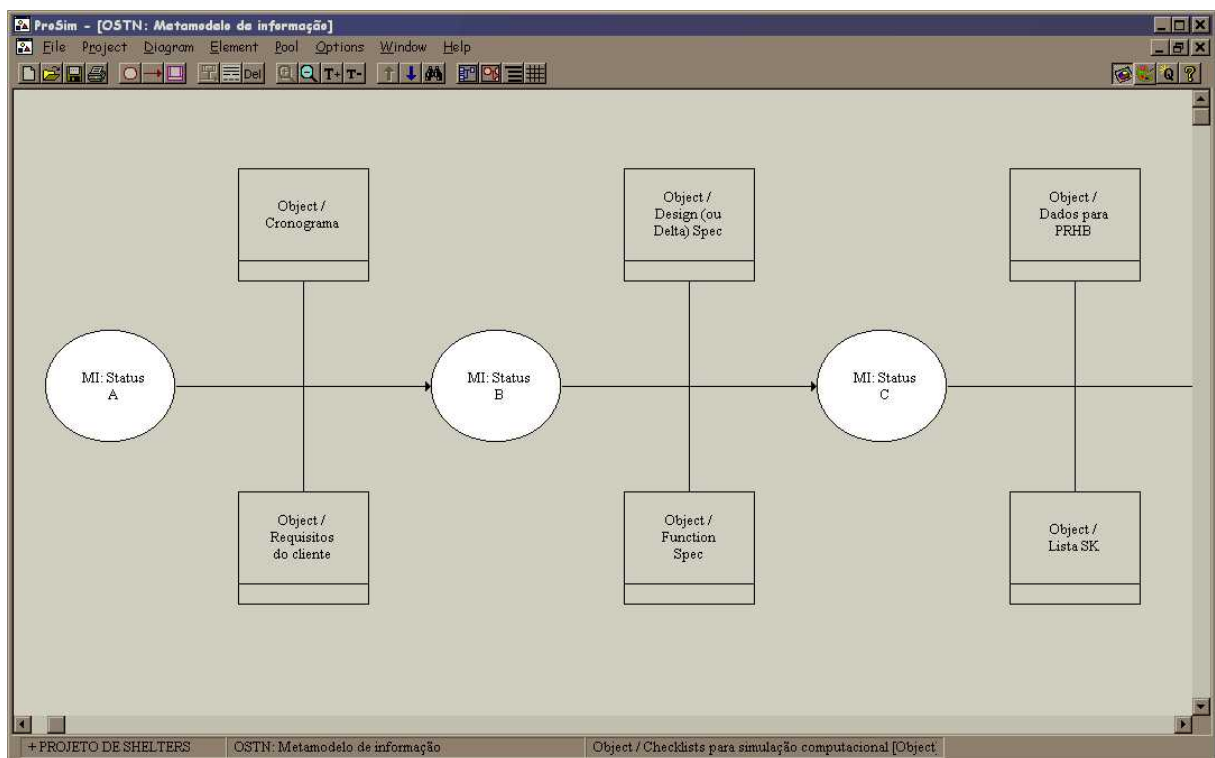 ProSim - [OSTN: Metamodelo da informação]
File Project Diagram Element Pool Options Window Help
Del T+ T- Q ?
Object /
Cronograma
Object /
Design (ou
Delta) Spec
Object /
Dados para
PRHB
MI: Status
A
MI: Status
B
MI: Status
C
Object /
Requisitos
do cliente
Object /
Function
Spec
Object /
Lista SK
+ PROJETO DE SHELTERS OSTN: Metamodelo de informação Object / Checklists para simulação computacional [Object